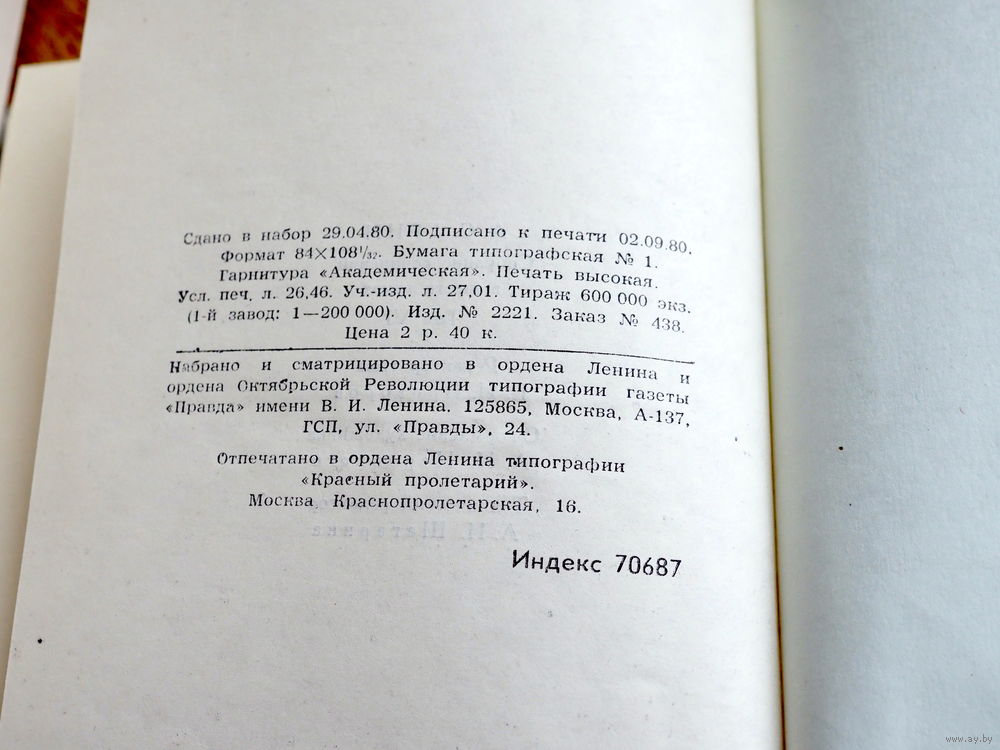 Сдано в набор 29.04.80. Подписано к печати 02.09.80.
Формат 84×108¹/₃₂. Бумага типографская № 1.
Гарнитура «Академическая». Печать высокая.
Усл. печ. л. 26,46. Уч.-изд. л. 27,01. Тираж 600 000 экз.
(1-й завод: 1—200 000). Изд. № 2221. Заказ № 438.
Цена 2 р. 40 к.
Набрано и сматрицировано в ордена Ленина и
ордена Октябрьской Революции типографии газеты
«Правда» имени В. И. Ленина. 125865, Москва, А-137,
ГСП, ул. «Правды», 24.
Отпечатано в ордена Ленина типографии
«Красный пролетарий».
Москва, Краснопролетарская, 16.
Индекс 70687
www.ay.by